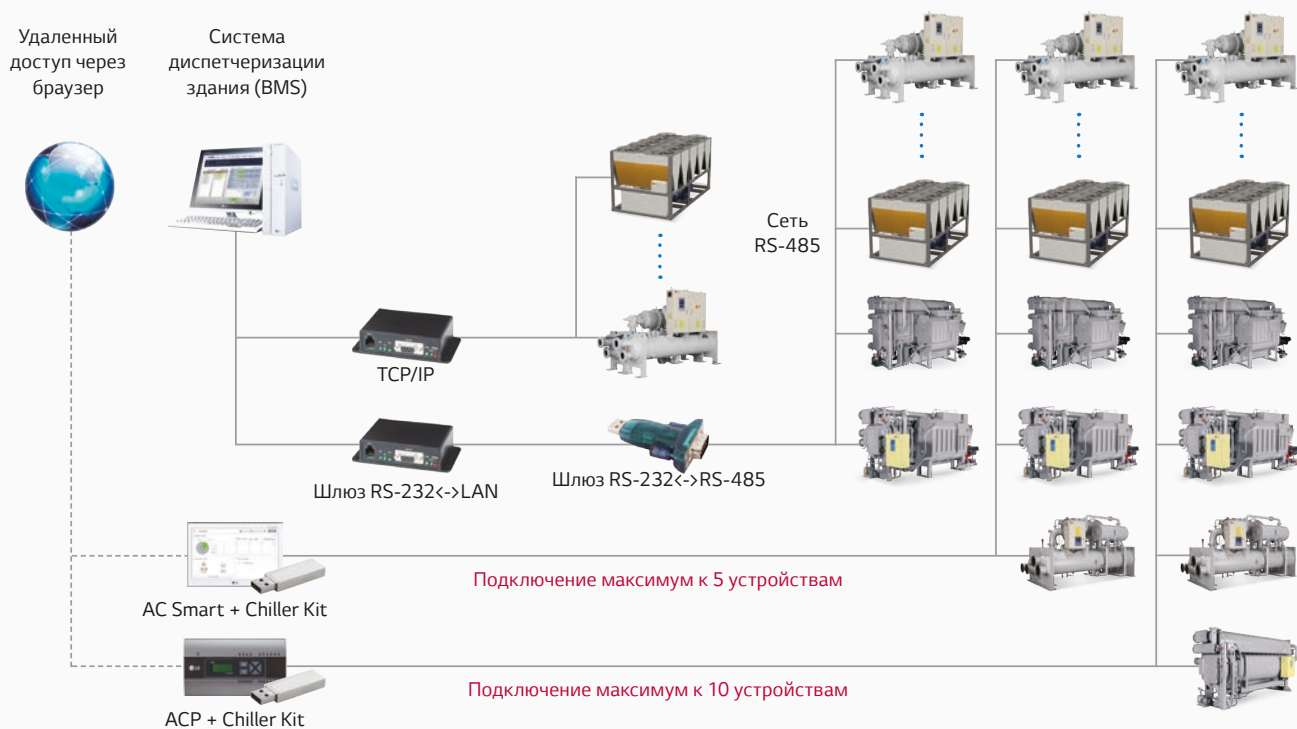 Удаленный
доступ через
браузер
Система
диспетчеризации
здания (BMS)
Сеть
RS-485
TCP/IP
Шлюз RS-232<->LAN
Шлюз RS-232<->RS-485
Подключение максимум к 5 устройствам
AC Smart + Chiller Kit
Подключение максимум к 10 устройствам
ACP + Chiller Kit